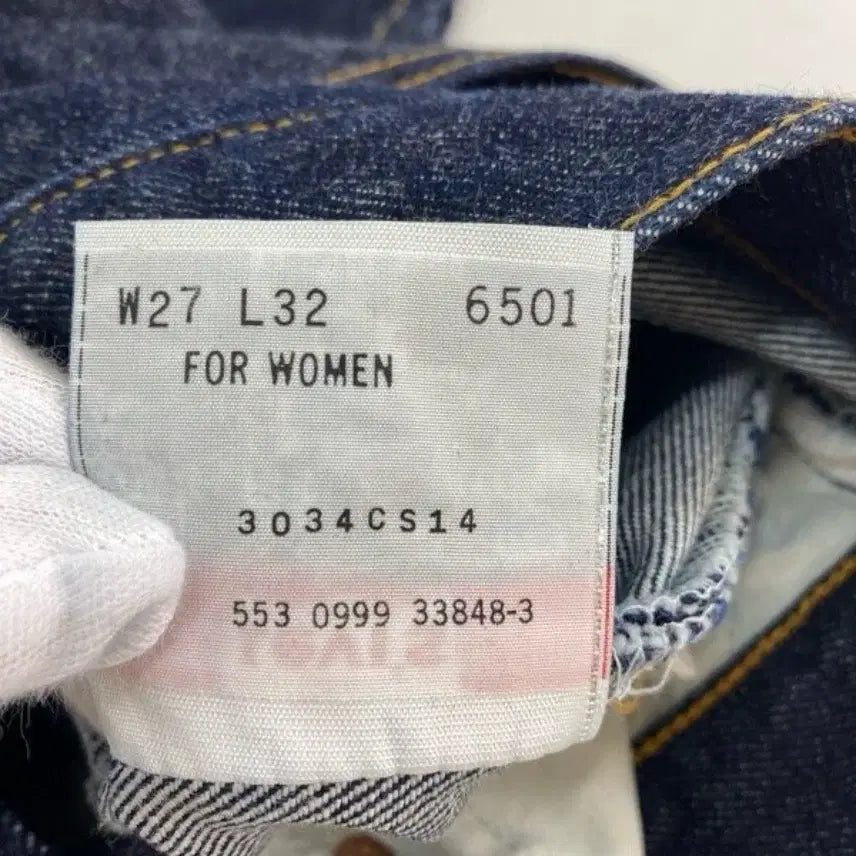 W27 L32 6501
FOR WOMEN
3034CS14
553 0999 33848-3